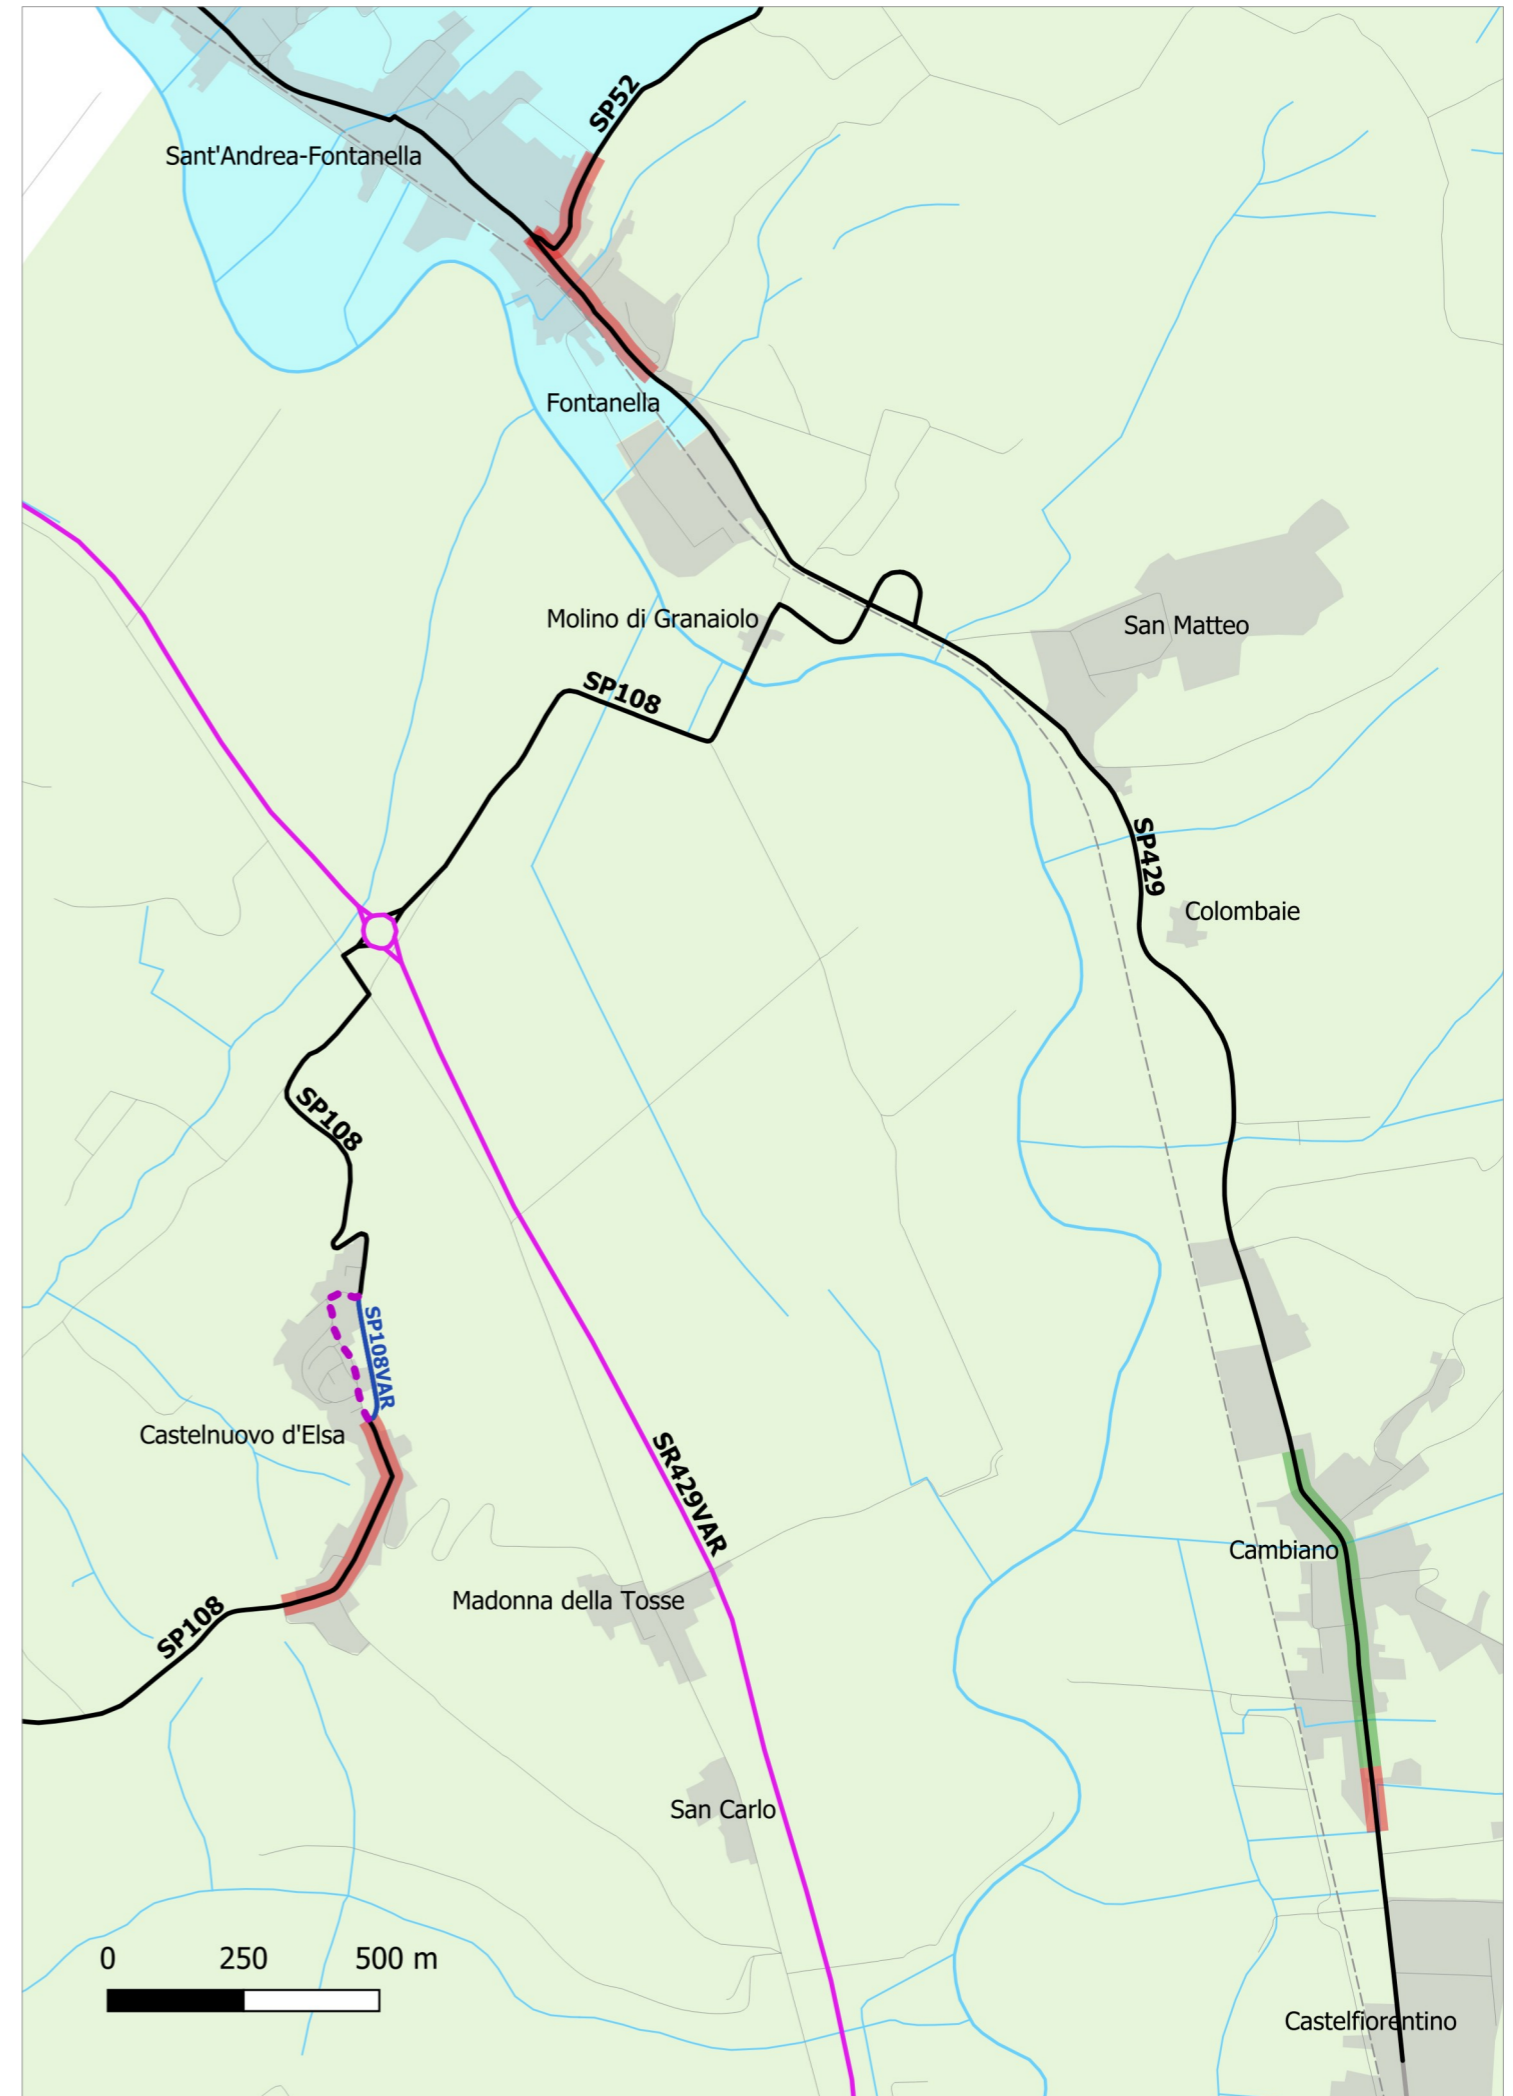 SP52
Sant'Andrea-Fontanella
Fontanella
Molino di Granaiolo
San Matteo
SP108
SP429
Colombaie
SP108
SP108VAR
Castelnuovo d'Elsa
SR429VAR
Cambiano
Madonna della Tosse
SP108
San Carlo
0 250 500 m
Castelfiorentino